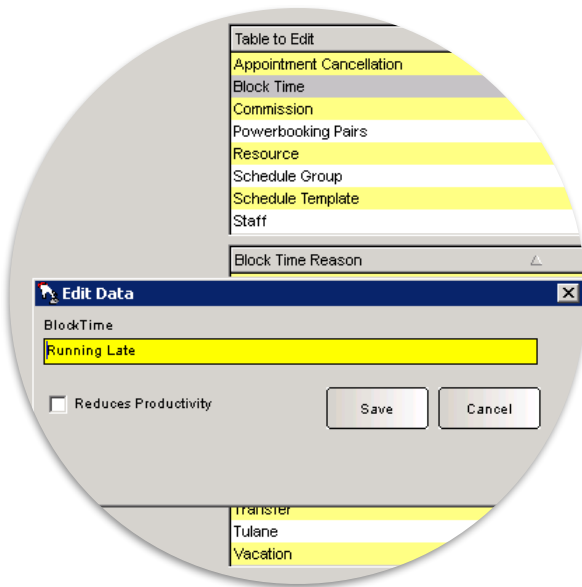 Table to Edit
Appointment Cancellation
Block Time
Commission
Powerbooking Pairs
Resource
Schedule Group
Schedule Template
Staff
Block Time Reason
Edit Data
BlockTime
Running Late
Reduces Productivity
Save
Cancel
Transfer
Tulane
Vacation